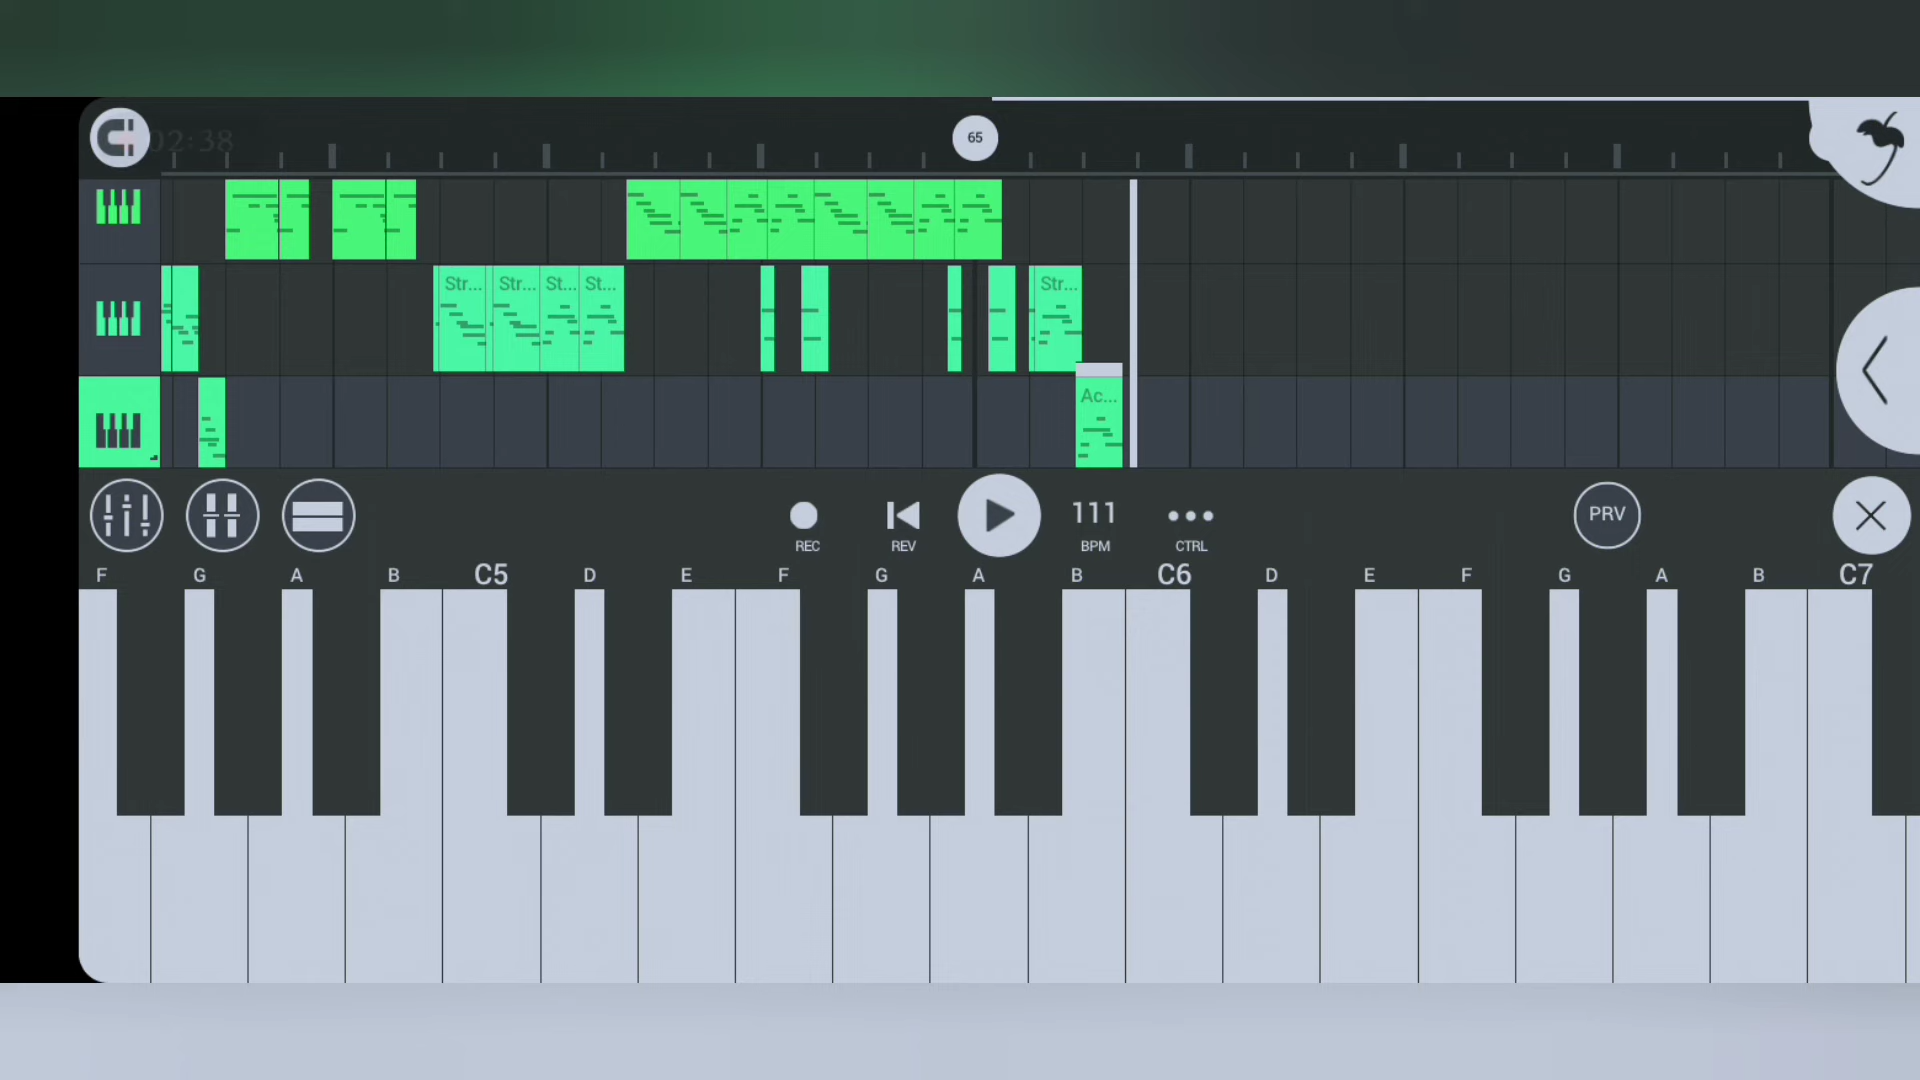 02:38
65
Str... Str... St... St... Str...
Ac...
111 PRV
REC REV BPM CTRL
F G A B C5 D E F G A B C6 D E F G A B C7